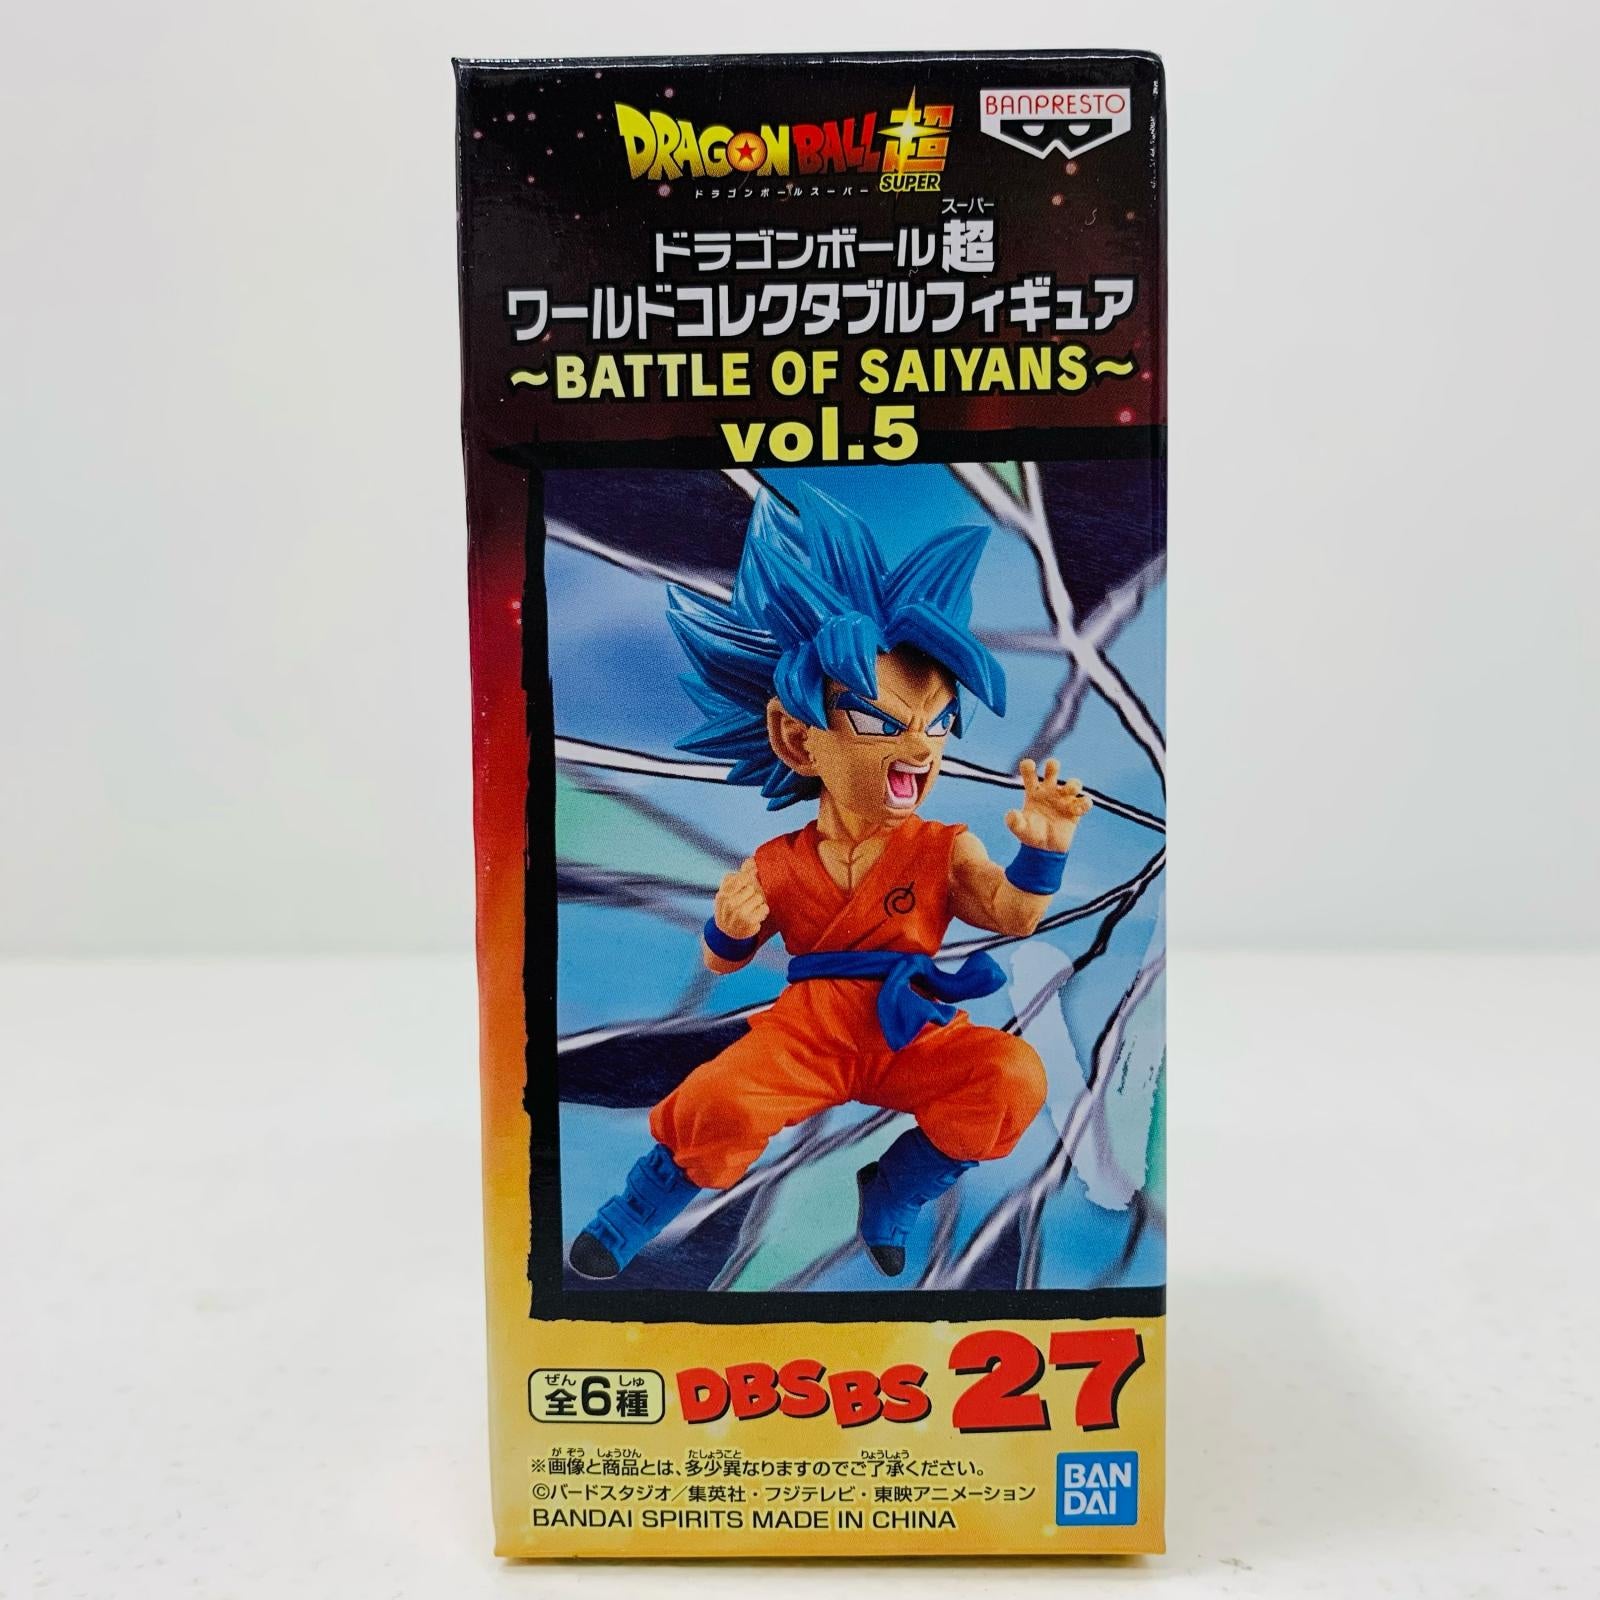 DRAGON BALL超
SUPER
ドラゴンボールスーパー
BANPRESTO
スーパー
ドラゴンボール超
ワールドコレクタブルフィギュア
~BATTLE OF SAIYANS~
vol.5
ぜん しゅ
全6種
DBSBS 27
がぞう しょうひん たしょうこと りょうしょう
※画像と商品とは、多少異なりますのでご了承ください。
©バードスタジオ/集英社・フジテレビ・東映アニメーション
BANDAI SPIRITS MADE IN CHINA
BAN
DAI